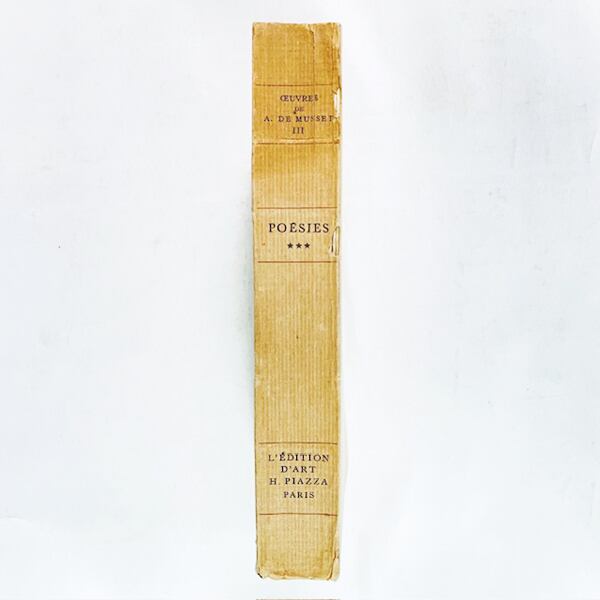 ŒUVRES
DE
A. DE MUSSET
III
POÉSIES
★★★
L'ÉDITION
D'ART
H. PIAZZA
PARIS